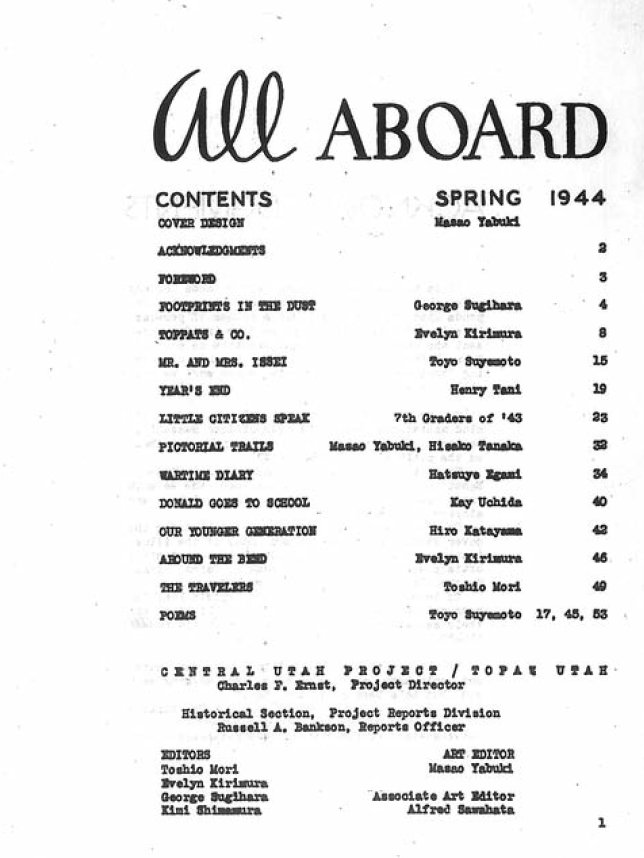 All ABOARD
CONTENTS SPRING 1944
COVER DESIGN Masao Yabuki
ACKNOWLEDGMENTS 2
FOREWORD 3
FOOTPRINTS IN THE DUST George Sugihara 4
TOPPATS & CO. Evelyn Kirimura 8
MR. AND MRS. ISSEI Toyo Suyemoto 15
YEAR'S END Henry Tani 19
LITTLE CITIZENS SPEAK 7th Graders of '43 23
PICTORIAL TRAILS Masao Yabuki, Hisako Tanaka 32
WARTIME DIARY Hatsuye Egami 34
DONALD GOES TO SCHOOL Kay Uchida 40
OUR YOUNGER GENERATION Hiro Katayama 42
AROUND THE BEND Evelyn Kirimura 46
THE TRAVELERS Toshio Mori 49
POEMS Toyo Suyemoto 17, 45, 53
CENTRAL UTAH PROJECT / TOPAZ UTAH
Charles F. Ernst, Project Director
Historical Section, Project Reports Division
Russell A. Bankson, Reports Officer
EDITORS ART EDITOR
Toshio Mori Masao Yabuki
Evelyn Kirimura
George Sugihara Associate Art Editor
Kimi Shimamura Alfred Sawahata
1